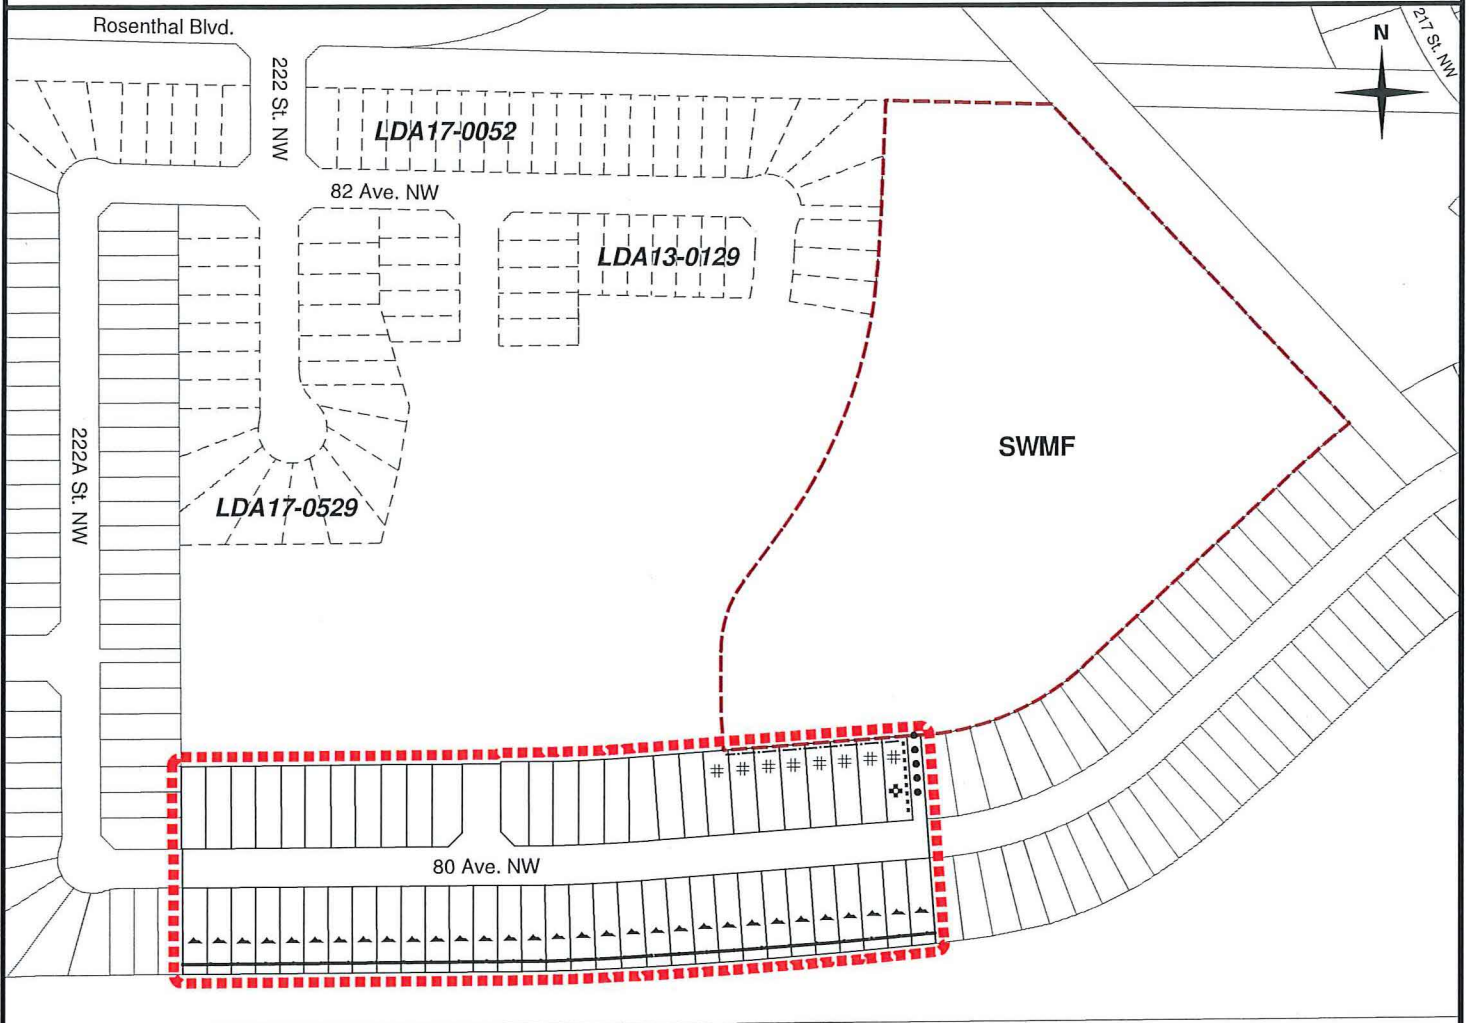 Rosenthal Blvd.
222 St. NW
217 St. NW
N
LDA17-0052
82 Ave. NW
LDA13-0129
222A St. NW
LDA17-0529
SWMF
# # # # # # # #
80 Ave. NW